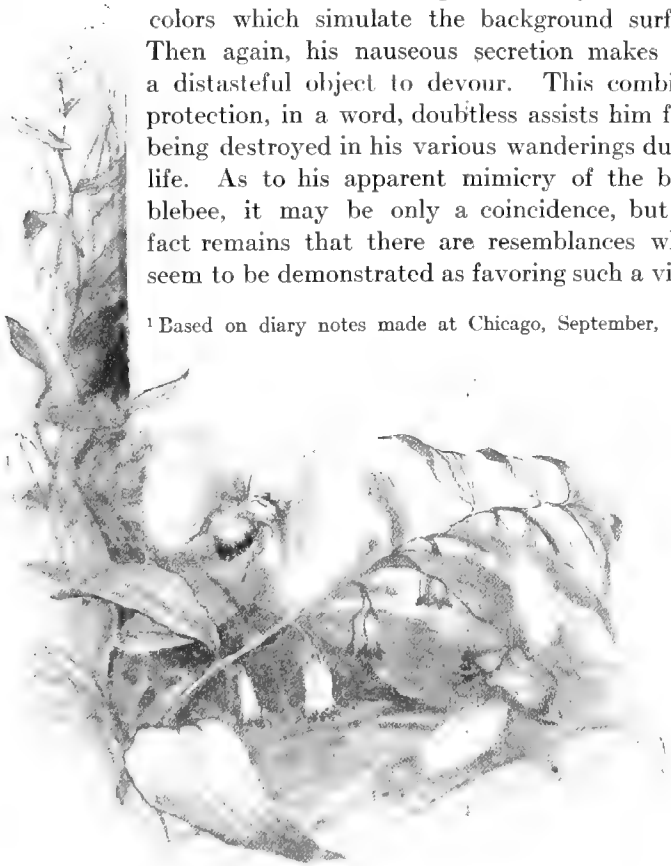 colors which simulate the background surf
Then again, his nauseous secretion makes
a distasteful object to devour. This combi
protection, in a word, doubtless assists him f
being destroyed in his various wanderings du
life. As to his apparent mimicry of the b
blebee, it may be only a coincidence, but
fact remains that there are resemblances w
seem to be demonstrated as favoring such a vi
¹ Based on diary notes made at Chicago, September,